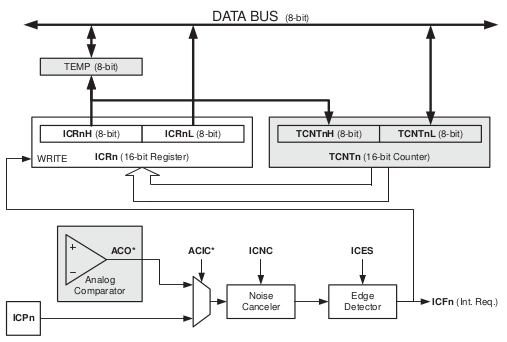 DATA BUS (8-bit)
TEMP (8-bit)
ICRnH (8-bit) ICRnL (8-bit)
WRITE ICRn (16-bit Register)
TCNTnH (8-bit) TCNTnL (8-bit)
TCNTn (16-bit Counter)
+
−
ACO*
Analog
Comparator
ACIC*
ICNC
ICES
Noise
Canceler
Edge
Detector
ICFn (Int. Req.)
ICPn